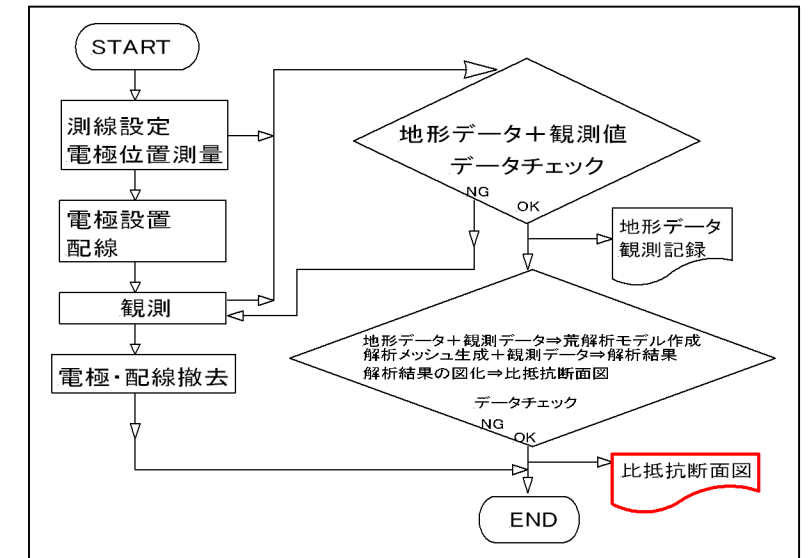 START
測線設定
電極位置測量
電極設置
配線
観測
電極・配線撤去
地形データ＋観測値
データチェック
NG
OK
地形データ
観測記録
地形データ＋観測データ⇒荒解析モデル作成
解析メッシュ生成＋観測データ⇒解析結果
解析結果の図化⇒比抵抗断面図
データチェック
NG
OK
比抵抗断面図
END